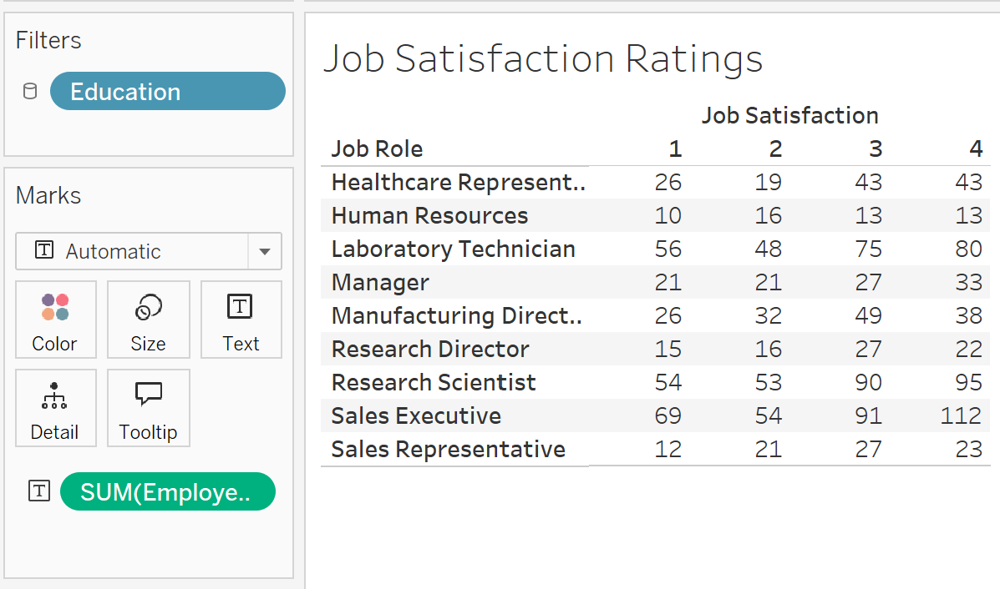 Filters
Education
Marks
Automatic
Color Size Text
Detail Tooltip
SUM(Employe..
Job Satisfaction Ratings
Job Satisfaction
Job Role 1 2 3 4
Healthcare Represent.. 26 19 43 43
Human Resources 10 16 13 13
Laboratory Technician 56 48 75 80
Manager 21 21 27 33
Manufacturing Direct.. 26 32 49 38
Research Director 15 16 27 22
Research Scientist 54 53 90 95
Sales Executive 69 54 91 112
Sales Representative 12 21 27 23